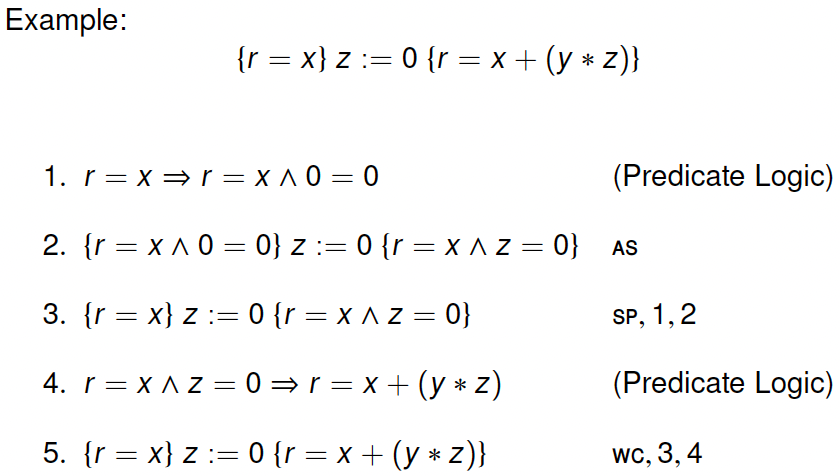 Example:
{r = x} z := 0 {r = x + (y ∗ z)}
1. r = x ⇒ r = x ∧ 0 = 0 (Predicate Logic)
2. {r = x ∧ 0 = 0} z := 0 {r = x ∧ z = 0} AS
3. {r = x} z := 0 {r = x ∧ z = 0} SP, 1, 2
4. r = x ∧ z = 0 ⇒ r = x + (y ∗ z) (Predicate Logic)
5. {r = x} z := 0 {r = x + (y ∗ z)} WC, 3, 4